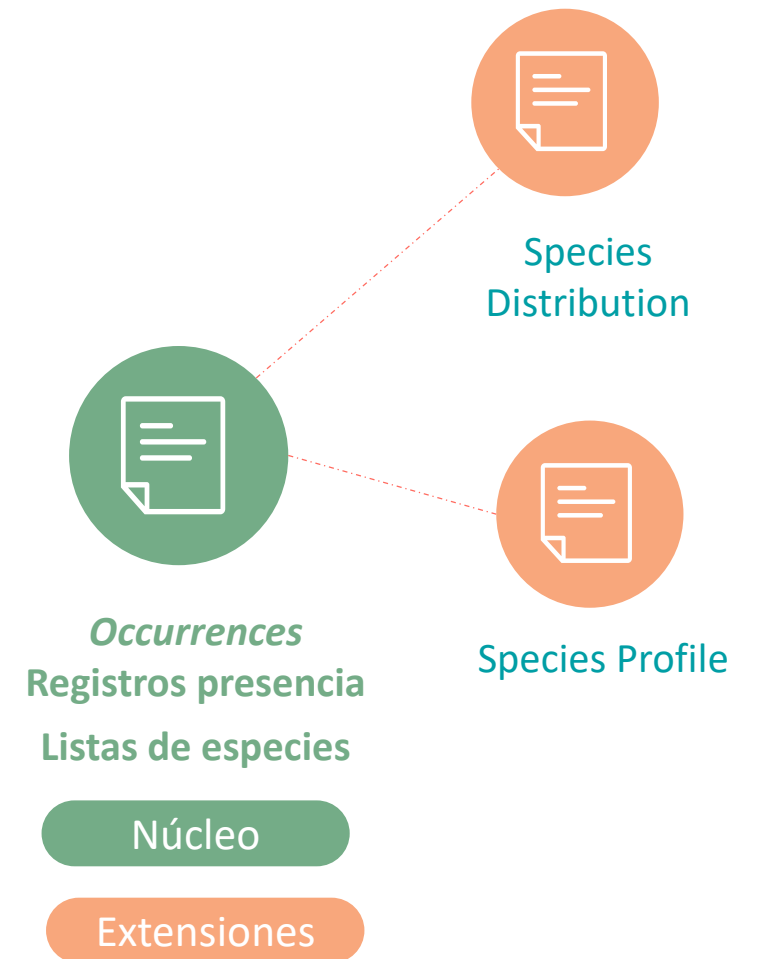 Species
Distribution
Occurrences
Registros presencia
Listas de especies
Species Profile
Núcleo
Extensiones